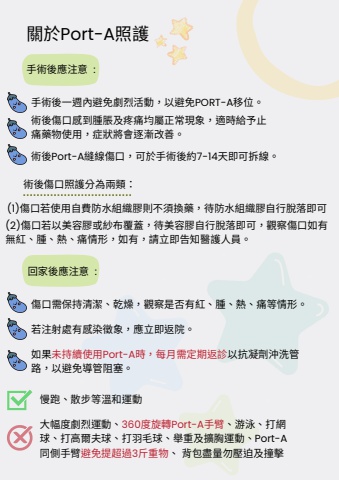 關於Port-A照護
手術後應注意 :
手術後一週內避免劇烈活動，以避免PORT-A移位。
術後傷口感到腫脹及疼痛均屬正常現象，適時給予止
痛藥物使用，症狀將會逐漸改善。
術後Port-A縫線傷口，可於手術後約7-14天即可拆線。
術後傷口照護分為兩類：
(1)傷口若使用自費防水組織膠則不須換藥，待防水組織膠自行脫落即可
(2)傷口若以美容膠或紗布覆蓋，待美容膠自行脫落即可，觀察傷口如有
無紅、腫、熱、痛情形，如有，請立即告知醫護人員。
回家後應注意 :
傷口需保持清潔、乾燥，觀察是否有紅、腫、熱、痛等情形。
若注射處有感染徵象，應立即返院。
如果未持續使用Port-A時，每月需定期返診以抗凝劑沖洗管
路，以避免導管阻塞。
慢跑、散步等溫和運動
大幅度劇烈運動、360度旋轉Port-A手臂、游泳、打網
球、打高爾夫球、打羽毛球、舉重及擴胸運動、Port-A
同側手臂避免提超過3斤重物、 背包盡量勿壓迫及撞擊